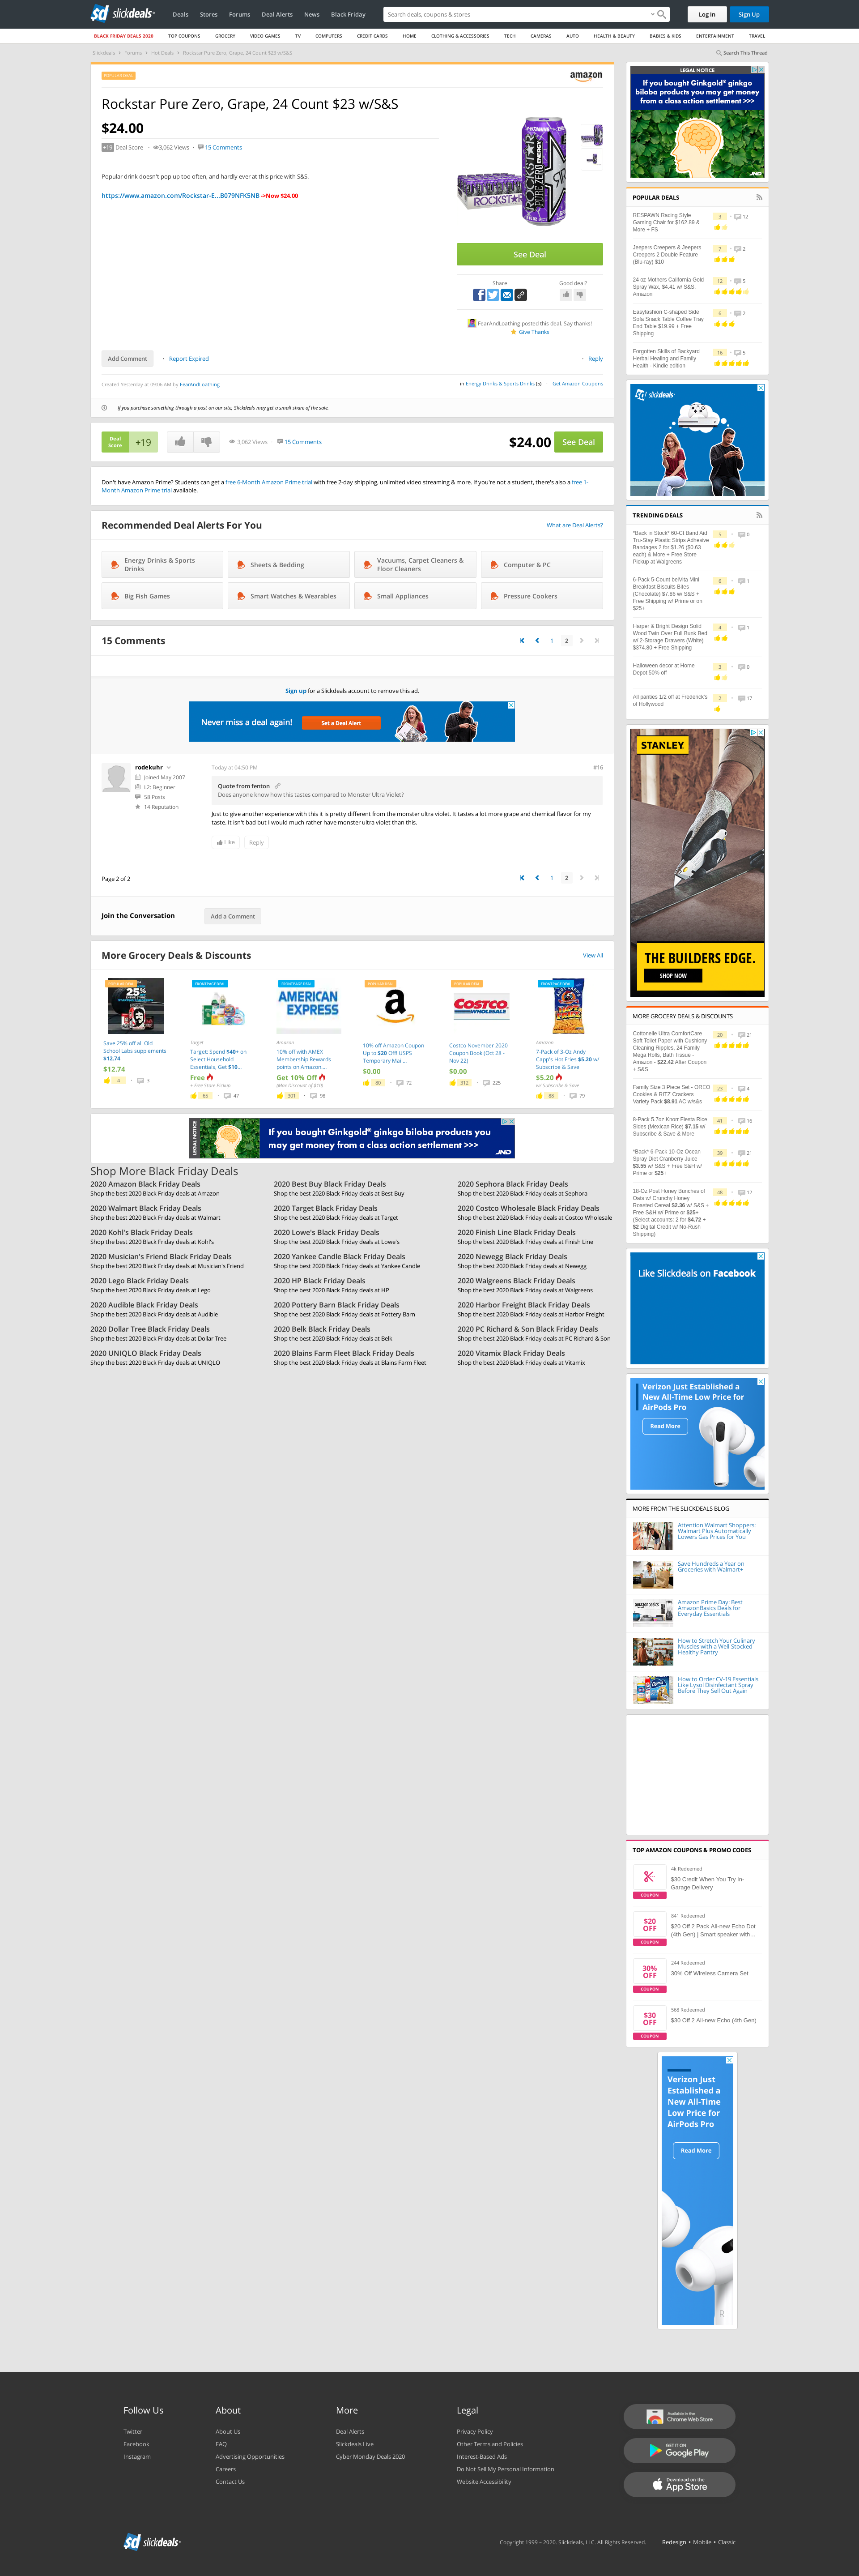 slickdeals
Deals
Stores
Forums
Deal Alerts
News
Black Friday
Search deals, coupons & stores
Log In
Sign Up
BLACK FRIDAY DEALS 2020
TOP COUPONS
GROCERY
VIDEO GAMES
TV
COMPUTERS
CREDIT CARDS
HOME
CLOTHING & ACCESSORIES
TECH
CAMERAS
AUTO
HEALTH & BEAUTY
BABIES & KIDS
ENTERTAINMENT
TRAVEL
Slickdeals > Forums > Hot Deals > Rockstar Pure Zero, Grape, 24 Count $23 w/S&S
Search This Thread
POPULAR DEAL
amazon
Rockstar Pure Zero, Grape, 24 Count $23 w/S&S
$24.00
+19 Deal Score
3,062 Views
15 Comments
Popular drink doesn't pop up too often, and hardly ever at this price with S&S.
https://www.amazon.com/Rockstar-E...B079NFK5NB ->Now $24.00
See Deal
Share
Good deal?
FearAndLoathing posted this deal. Say thanks!
Give Thanks
Add Comment
Report Expired
Reply
Created Yesterday at 09:06 AM by FearAndLoathing
in Energy Drinks & Sports Drinks (5)
Get Amazon Coupons
If you purchase something through a post on our site, Slickdeals may get a small share of the sale.
Deal Score
+19
3,062 Views
15 Comments
$24.00
See Deal
Don't have Amazon Prime? Students can get a free 6-Month Amazon Prime trial with free 2-day shipping, unlimited video streaming & more. If you're not a student, there's also a free 1-
Month Amazon Prime trial available.
Recommended Deal Alerts For You
What are Deal Alerts?
Energy Drinks & Sports Drinks
Sheets & Bedding
Vacuums, Carpet Cleaners & Floor Cleaners
Computer & PC
Big Fish Games
Smart Watches & Wearables
Small Appliances
Pressure Cookers
15 Comments
1
2
Sign up for a Slickdeals account to remove this ad.
Never miss a deal again!
Set a Deal Alert
rodekuhr
Joined May 2007
L2: Beginner
58 Posts
14 Reputation
Today at 04:50 PM
#16
Quote from fenton
Does anyone know how this tastes compared to Monster Ultra Violet?
Just to give another experience with this it is pretty different from the monster ultra violet. It tastes a lot more grape and chemical flavor for my
taste. It isn't bad but I would much rather have monster ultra violet than this.
Like
Reply
Page 2 of 2
1
2
Join the Conversation
Add a Comment
More Grocery Deals & Discounts
View All
POPULAR DEAL
Save 25% off all Old
School Labs supplements
$12.74
$12.74
4
3
FRONTPAGE DEAL
Target
Target: Spend $40+ on
Select Household
Essentials, Get $10...
Free
+ Free Store Pickup
65
47
FRONTPAGE DEAL
AMERICAN EXPRESS
Amazon
10% off with AMEX
Membership Rewards
points on Amazon....
Get 10% Off
(Max Discount of $10)
301
98
POPULAR DEAL
10% off Amazon Coupon
Up to $20 Off! USPS
Temporary Mail...
$0.00
80
72
POPULAR DEAL
COSTCO WHOLESALE
Costco November 2020
Coupon Book (Oct 28 -
Nov 22)
$0.00
312
225
FRONTPAGE DEAL
Amazon
7-Pack of 3-Oz Andy
Capp's Hot Fries $5.20 w/
Subscribe & Save
$5.20
w/ Subscribe & Save
88
79
LEGAL NOTICE
If you bought Ginkgold® ginkgo biloba products you
may get money from a class action settlement >>>
JND
Shop More Black Friday Deals
2020 Amazon Black Friday Deals
Shop the best 2020 Black Friday deals at Amazon
2020 Best Buy Black Friday Deals
Shop the best 2020 Black Friday deals at Best Buy
2020 Sephora Black Friday Deals
Shop the best 2020 Black Friday deals at Sephora
2020 Walmart Black Friday Deals
Shop the best 2020 Black Friday deals at Walmart
2020 Target Black Friday Deals
Shop the best 2020 Black Friday deals at Target
2020 Costco Wholesale Black Friday Deals
Shop the best 2020 Black Friday deals at Costco Wholesale
2020 Kohl's Black Friday Deals
Shop the best 2020 Black Friday deals at Kohl's
2020 Lowe's Black Friday Deals
Shop the best 2020 Black Friday deals at Lowe's
2020 Finish Line Black Friday Deals
Shop the best 2020 Black Friday deals at Finish Line
2020 Musician's Friend Black Friday Deals
Shop the best 2020 Black Friday deals at Musician's Friend
2020 Yankee Candle Black Friday Deals
Shop the best 2020 Black Friday deals at Yankee Candle
2020 Newegg Black Friday Deals
Shop the best 2020 Black Friday deals at Newegg
2020 Lego Black Friday Deals
Shop the best 2020 Black Friday deals at Lego
2020 HP Black Friday Deals
Shop the best 2020 Black Friday deals at HP
2020 Walgreens Black Friday Deals
Shop the best 2020 Black Friday deals at Walgreens
2020 Audible Black Friday Deals
Shop the best 2020 Black Friday deals at Audible
2020 Pottery Barn Black Friday Deals
Shop the best 2020 Black Friday deals at Pottery Barn
2020 Harbor Freight Black Friday Deals
Shop the best 2020 Black Friday deals at Harbor Freight
2020 Dollar Tree Black Friday Deals
Shop the best 2020 Black Friday deals at Dollar Tree
2020 Belk Black Friday Deals
Shop the best 2020 Black Friday deals at Belk
2020 PC Richard & Son Black Friday Deals
Shop the best 2020 Black Friday deals at PC Richard & Son
2020 UNIQLO Black Friday Deals
Shop the best 2020 Black Friday deals at UNIQLO
2020 Blains Farm Fleet Black Friday Deals
Shop the best 2020 Black Friday deals at Blains Farm Fleet
2020 Vitamix Black Friday Deals
Shop the best 2020 Black Friday deals at Vitamix
LEGAL NOTICE
If you bought Ginkgold® ginkgo
biloba products you may get money
from a class action settlement >>>
JND
POPULAR DEALS
RESPAWN Racing Style
Gaming Chair for $162.89 &
More + FS
3
12
Jeepers Creepers & Jeepers
Creepers 2 Double Feature
(Blu-ray) $10
7
2
24 oz Mothers California Gold
Spray Wax, $4.41 w/ S&S,
Amazon
12
5
Easyfashion C-shaped Side
Sofa Snack Table Coffee Tray
End Table $19.99 + Free
Shipping
6
2
Forgotten Skills of Backyard
Herbal Healing and Family
Health - Kindle edition
16
5
slickdeals
TRENDING DEALS
*Back in Stock* 60-Ct Band Aid
Tru-Stay Plastic Strips Adhesive
Bandages 2 for $1.26 ($0.63
each) & More + Free Store
Pickup at Walgreens
5
0
6-Pack 5-Count belVita Mini
Breakfast Biscuits Bites
(Chocolate) $7.86 w/ S&S +
Free Shipping w/ Prime or on
$25+
6
1
Harper & Bright Design Solid
Wood Twin Over Full Bunk Bed
w/ 2-Storage Drawers (White)
$374.80 + Free Shipping
4
1
Halloween decor at Home
Depot 50% off
3
0
All panties 1/2 off at Frederick's
of Hollywood
2
17
STANLEY
THE BUILDERS EDGE.
SHOP NOW
MORE GROCERY DEALS & DISCOUNTS
Cottonelle Ultra ComfortCare
Soft Toilet Paper with Cushiony
Cleaning Ripples, 24 Family
Mega Rolls, Bath Tissue -
Amazon - $22.42 After Coupon
+ S&S
20
21
Family Size 3 Piece Set - OREO
Cookies & RITZ Crackers
Variety Pack $8.91 AC w/s&s
23
4
8-Pack 5.7oz Knorr Fiesta Rice
Sides (Mexican Rice) $7.15 w/
Subscribe & Save & More
41
16
*Back* 6-Pack 10-Oz Ocean
Spray Diet Cranberry Juice
$3.55 w/ S&S + Free S&H w/
Prime or $25+
39
21
18-Oz Post Honey Bunches of
Oats w/ Crunchy Honey
Roasted Cereal $2.36 w/ S&S +
Free S&H w/ Prime or $25+
(Select accounts: 2 for $4.72 +
$2 Digital Credit w/ No-Rush
Shipping)
48
12
Like Slickdeals on Facebook
Verizon Just Established a
New All-Time Low Price for
AirPods Pro
Read More
MORE FROM THE SLICKDEALS BLOG
Attention Walmart Shoppers:
Walmart Plus Automatically
Lowers Gas Prices for You
Save Hundreds a Year on
Groceries with Walmart+
Amazon Prime Day: Best
AmazonBasics Deals for
Everyday Essentials
How to Stretch Your Culinary
Muscles with a Well-Stocked
Healthy Pantry
How to Order CV-19 Essentials
Like Lysol Disinfectant Spray
Before They Sell Out Again
TOP AMAZON COUPONS & PROMO CODES
COUPON
4k Redeemed
$30 Credit When You Try In-
Garage Delivery
$20 OFF
COUPON
841 Redeemed
$20 Off 2 Pack All-new Echo Dot
(4th Gen) | Smart speaker with...
30% OFF
COUPON
244 Redeemed
30% Off Wireless Camera Set
$30 OFF
COUPON
568 Redeemed
$30 Off 2 All-new Echo (4th Gen)
Verizon Just
Established a
New All-Time
Low Price for
AirPods Pro
Read More
Follow Us
Twitter
Facebook
Instagram
About
About Us
FAQ
Advertising Opportunities
Careers
Contact Us
More
Deal Alerts
Slickdeals Live
Cyber Monday Deals 2020
Legal
Privacy Policy
Other Terms and Policies
Interest-Based Ads
Do Not Sell My Personal Information
Website Accessibility
Available in the Chrome Web Store
GET IT ON Google Play
Download on the App Store
slickdeals
Copyright 1999 – 2020. Slickdeals, LLC. All Rights Reserved.
Redesign • Mobile • Classic